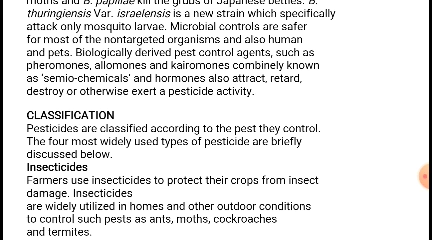 moths and B. papillae kill the grubs of Japanese bettles. B.
thuringiensis Var. israelensis is a new strain which specifically
attack only mosquito larvae. Microbial controls are safer
for most of the nontargeted organisms and also human
and pets. Biologically derived pest control agents, such as
pheromones, allomones and kairomones combinely known
as 'semio-chemicals' and hormones also attract, retard,
destroy or otherwise exert a pesticide activity.
CLASSIFICATION
Pesticides are classified according to the pest they control.
The four most widely used types of pesticide are briefly
discussed below.
Insecticides
Farmers use insecticides to protect their crops from insect
damage. Insecticides
are widely utilized in homes and other outdoor conditions
to control such pests as ants, moths, cockroaches
and termites.